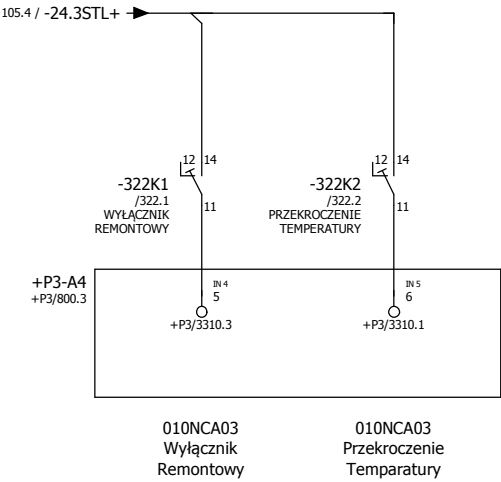 105.4 / -24.3STL+
12 14
12 14
-322K1
/322.1
WYŁĄCZNIK
REMONTOWY
11
-322K2
/322.2
PRZEKROCZENIE
TEMPERATURY
11
+P3-A4
+P3/800.3
IN 4
5
+P3/3310.3
IN 5
6
+P3/3310.1
010NCA03
Wyłącznik
Remontowy
010NCA03
Przekroczenie
Temparatury